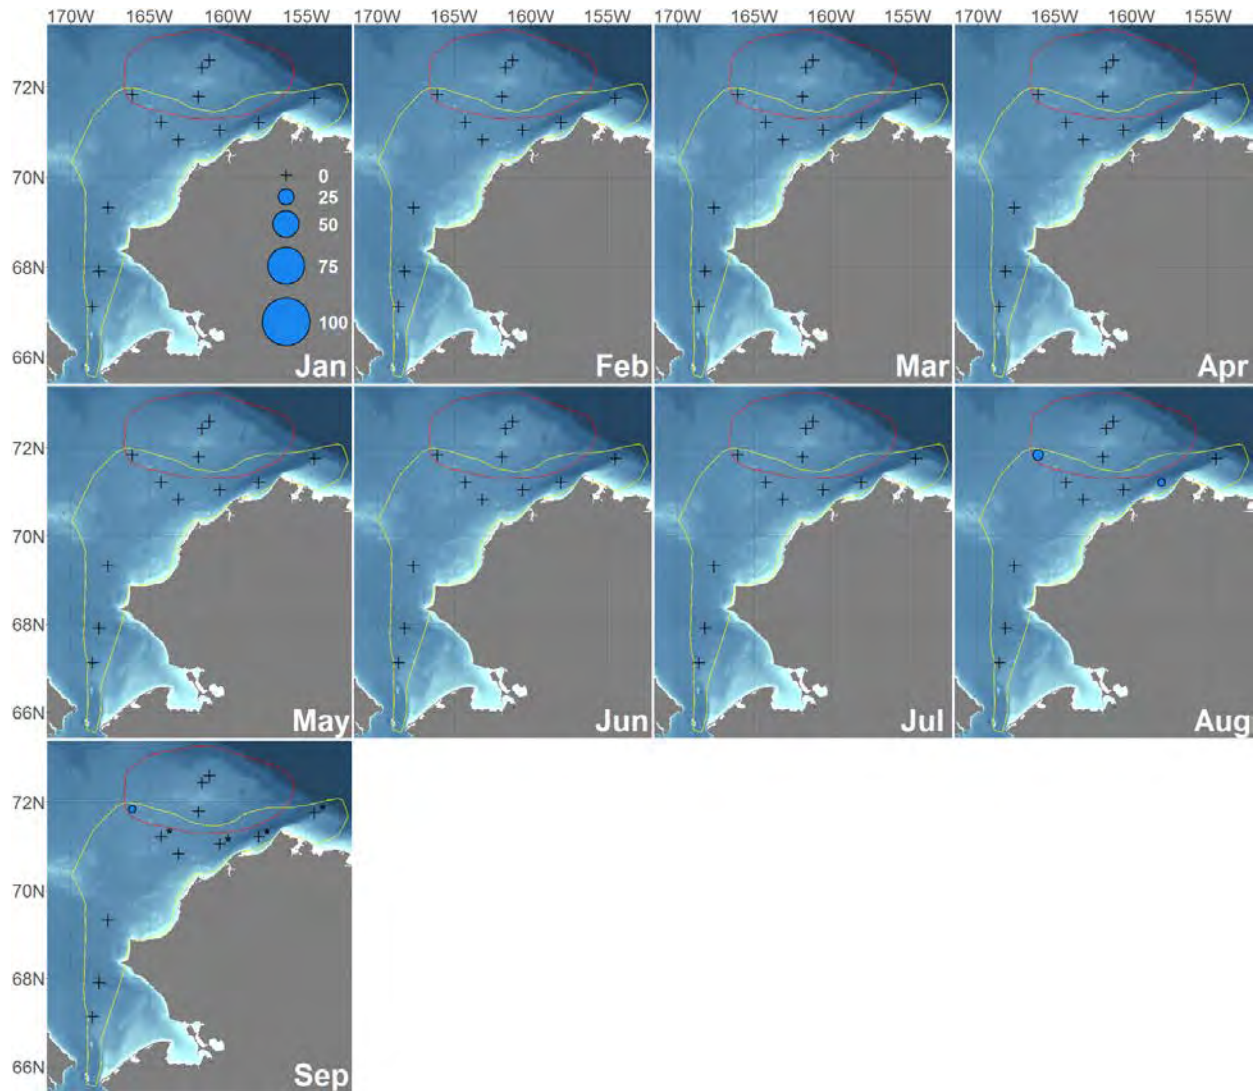 170W 165W 160W 155W 170W 165W 160W 155W 170W 165W 160W 155W 170W 165W 160W 155W
72N
70N
68N
66N
0
25
50
75
100
Jan Feb Mar Apr
72N
70N
68N
66N
May Jun Jul Aug
72N
70N
68N
66N
Sep